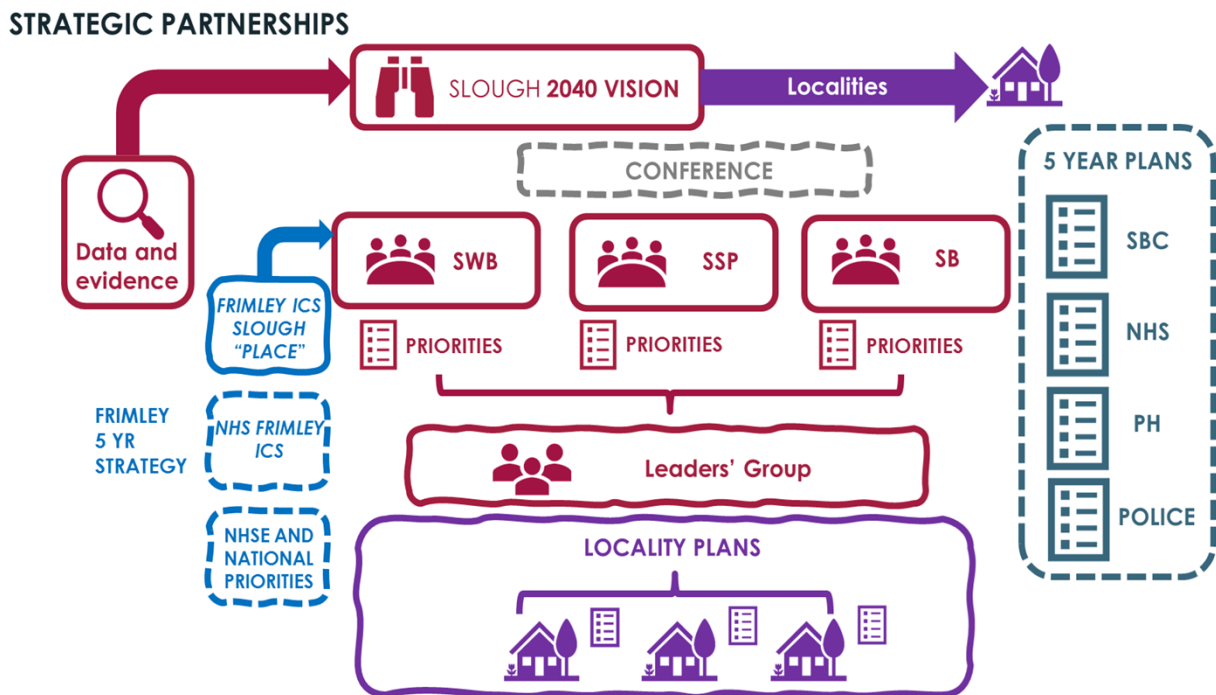 STRATEGIC PARTNERSHIPS
SLOUGH 2040 VISION
Localities
CONFERENCE
5 YEAR PLANS
Data and
evidence
SWB
SSP
SB
SBC
FRIMLEY ICS
SLOUGH
“PLACE”
PRIORITIES
PRIORITIES
PRIORITIES
NHS
FRIMLEY
5 YR
STRATEGY
NHS FRIMLEY
ICS
PH
Leaders’ Group
POLICE
NHSE AND
NATIONAL
PRIORITIES
LOCALITY PLANS